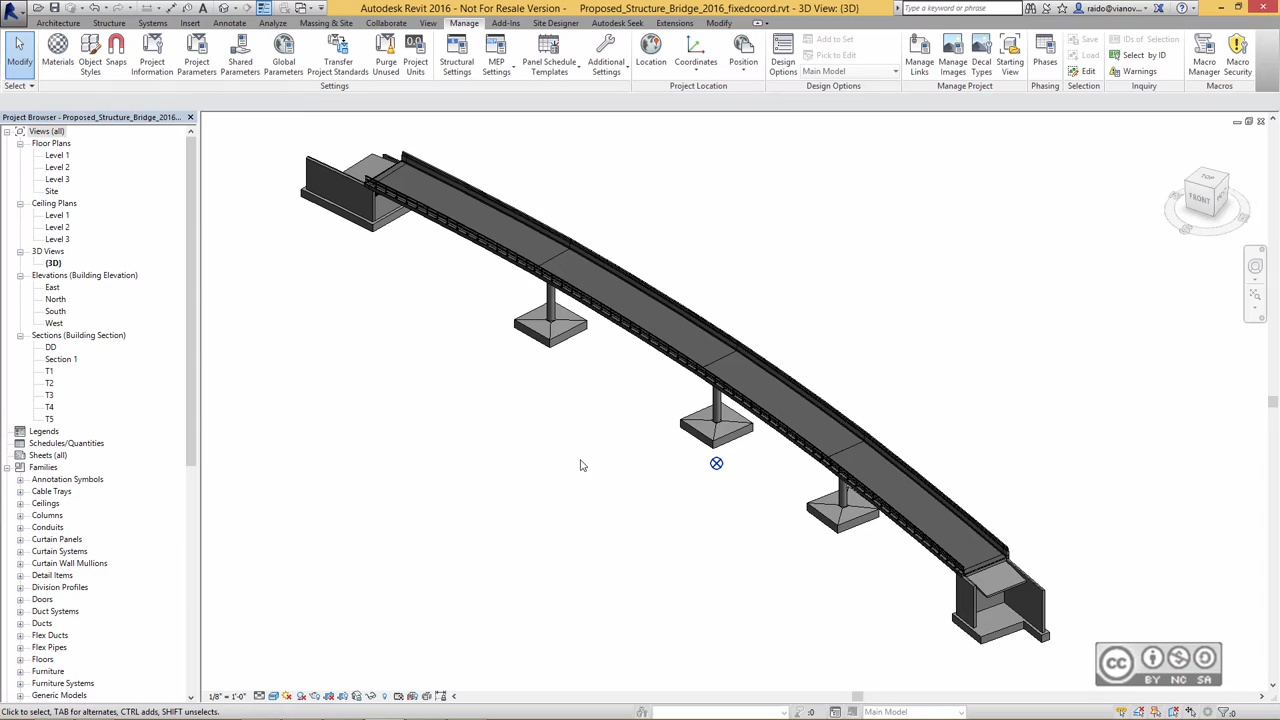 Autodesk Revit 2016 - Not For Resale Version - Proposed_Structure_Bridge_2016_fixedcoord.rvt - 3D View: {3D}
Type a keyword or phrase
raido@vianov...
Architecture Structure Systems Insert Annotate Analyze Massing & Site Collaborate View Manage Add-Ins Site Designer Autodesk Seek Extensions Modify
Modify
Materials
Object Styles
Snaps
Project Information
Project Parameters
Shared Parameters
Global Parameters
Transfer Project Standards
Purge Unused
Project Units
Structural Settings
MEP Settings
Panel Schedule Templates
Additional Settings
Location
Coordinates
Position
Design Options
Add to Set
Pick to Edit
Main Model
Manage Links
Manage Images
Decal Types
Starting View
Phases
Save
Load
Edit
IDs of Selection
Select by ID
Warnings
Macro Manager
Macro Security
Select Settings Project Location Design Options Manage Project Phasing Selection Inquiry Macros
Project Browser - Proposed_Structure_Bridge_2016...
Views (all)
Floor Plans
Level 1
Level 2
Level 3
Site
Ceiling Plans
Level 1
Level 2
Level 3
3D Views
{3D}
Elevations (Building Elevation)
East
North
South
West
Sections (Building Section)
DD
Section 1
T1
T2
T3
T4
T5
Legends
Schedules/Quantities
Sheets (all)
Families
Annotation Symbols
Cable Trays
Ceilings
Columns
Conduits
Curtain Panels
Curtain Systems
Curtain Wall Mullions
Detail Items
Division Profiles
Doors
Duct Systems
Ducts
Flex Ducts
Flex Pipes
Floors
Furniture
Furniture Systems
Generic Models
TOP
FRONT
cc
BY NC SA
1/8" = 1'-0"
Click to select, TAB for alternates, CTRL adds, SHIFT unselects.
:0
Main Model
:0